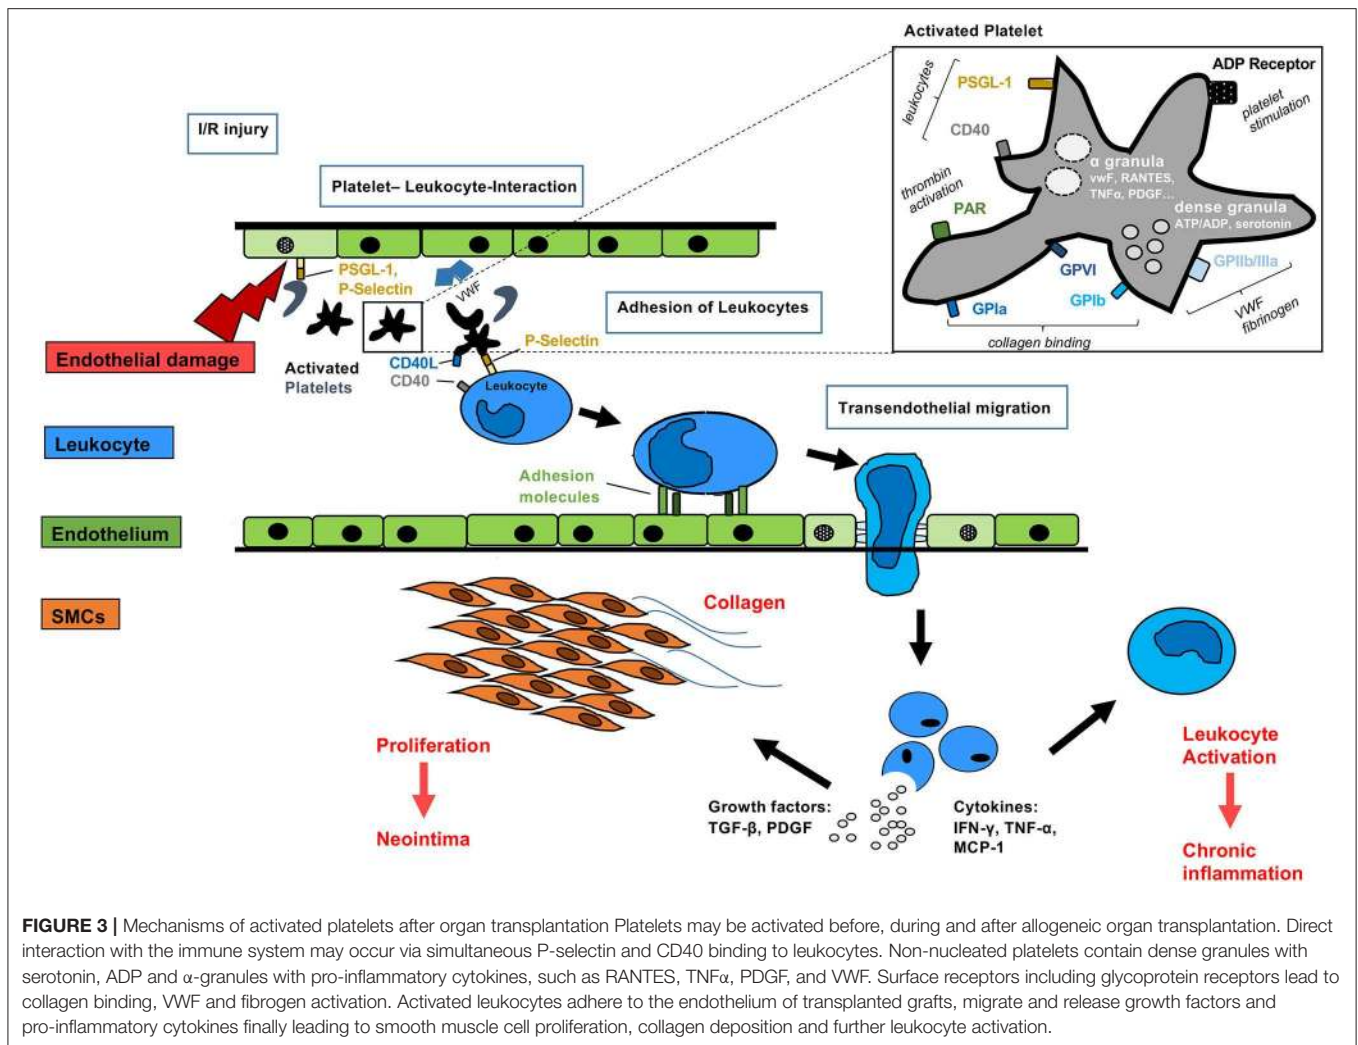 Activated Platelet
leukocytes
PSGL-1
CD40
ADP Receptor
platelet
stimulation
α granula
vwF, RANTES,
TNFα, PDGF...
thrombin
activation
PAR
dense granula
ATP/ADP, serotonin
GPVI
GPIIb/IIIa
GPIb
GPIa
VWF
fibrinogen
collagen binding
I/R injury
Platelet– Leukocyte-Interaction
PSGL-1,
P-Selectin
VWF
Adhesion of Leukocytes
P-Selectin
Endothelial damage
Activated
Platelets
CD40L
CD40
Leukocyte
Transendothelial migration
Leukocyte
Adhesion
molecules
Endothelium
SMCs
Collagen
Proliferation
Neointima
Growth factors:
TGF-β, PDGF
Cytokines:
IFN-γ, TNF-α,
MCP-1
Leukocyte
Activation
Chronic
inflammation
FIGURE 3 | Mechanisms of activated platelets after organ transplantation Platelets may be activated before, during and after allogeneic organ transplantation. Direct
interaction with the immune system may occur via simultaneous P-selectin and CD40 binding to leukocytes. Non-nucleated platelets contain dense granules with
serotonin, ADP and α-granules with pro-inflammatory cytokines, such as RANTES, TNFα, PDGF, and VWF. Surface receptors including glycoprotein receptors lead to
collagen binding, VWF and fibrogen activation. Activated leukocytes adhere to the endothelium of transplanted grafts, migrate and release growth factors and
pro-inflammatory cytokines finally leading to smooth muscle cell proliferation, collagen deposition and further leukocyte activation.